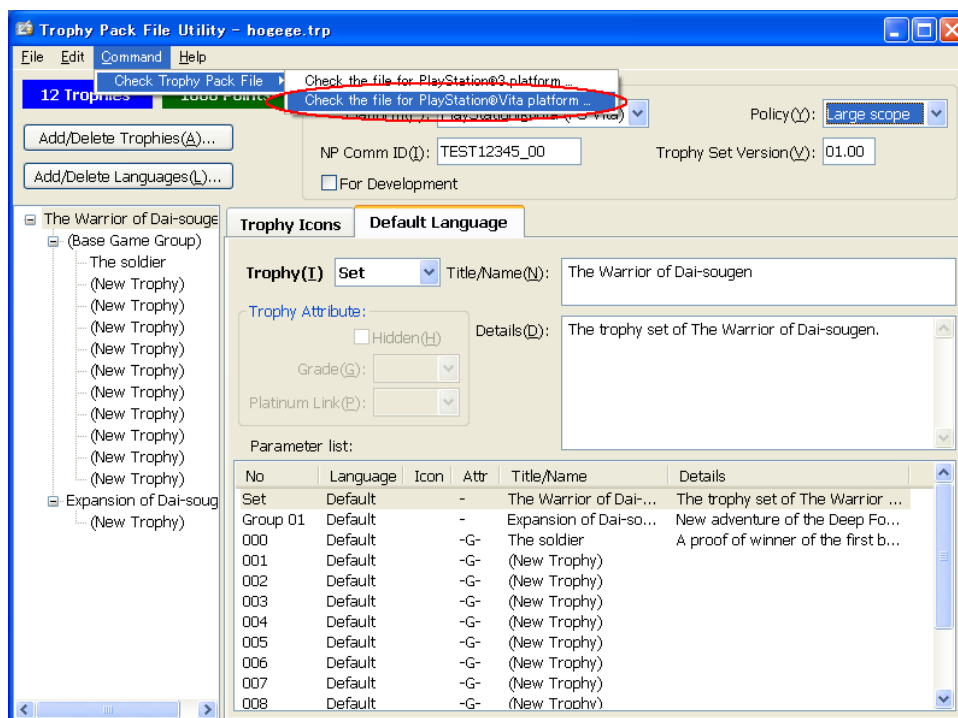 Trophy Pack File Utility - hogege.trp
File Edit Command Help
Check Trophy Pack File
Check the file for PlayStation®3 platform ...
Check the file for PlayStation®Vita platform ...
12 Trophies
Policy(Y): Large scope
Add/Delete Trophies(A)...
NP Comm ID(I): TEST12345_00
Trophy Set Version(V): 01.00
Add/Delete Languages(L)...
For Development
The Warrior of Dai-souge
(Base Game Group)
The soldier
(New Trophy)
(New Trophy)
(New Trophy)
(New Trophy)
(New Trophy)
(New Trophy)
(New Trophy)
(New Trophy)
(New Trophy)
(New Trophy)
Expansion of Dai-soug
(New Trophy)
Trophy Icons
Default Language
Trophy(T) Set
Title/Name(N): The Warrior of Dai-sougen
Trophy Attribute:
Hidden(H)
Grade(G):
Platinum Link(P):
Details(D): The trophy set of The Warrior of Dai-sougen.
Parameter list:
No Language Icon Attr Title/Name Details
Set Default - The Warrior of Dai-... The trophy set of The Warrior ...
Group 01 Default - Expansion of Dai-so... New adventure of the Deep Fo...
000 Default -G- The soldier A proof of winner of the first b...
001 Default -G- (New Trophy)
002 Default -G- (New Trophy)
003 Default -G- (New Trophy)
004 Default -G- (New Trophy)
005 Default -G- (New Trophy)
006 Default -G- (New Trophy)
007 Default -G- (New Trophy)
008 Default -G- (New Trophy)